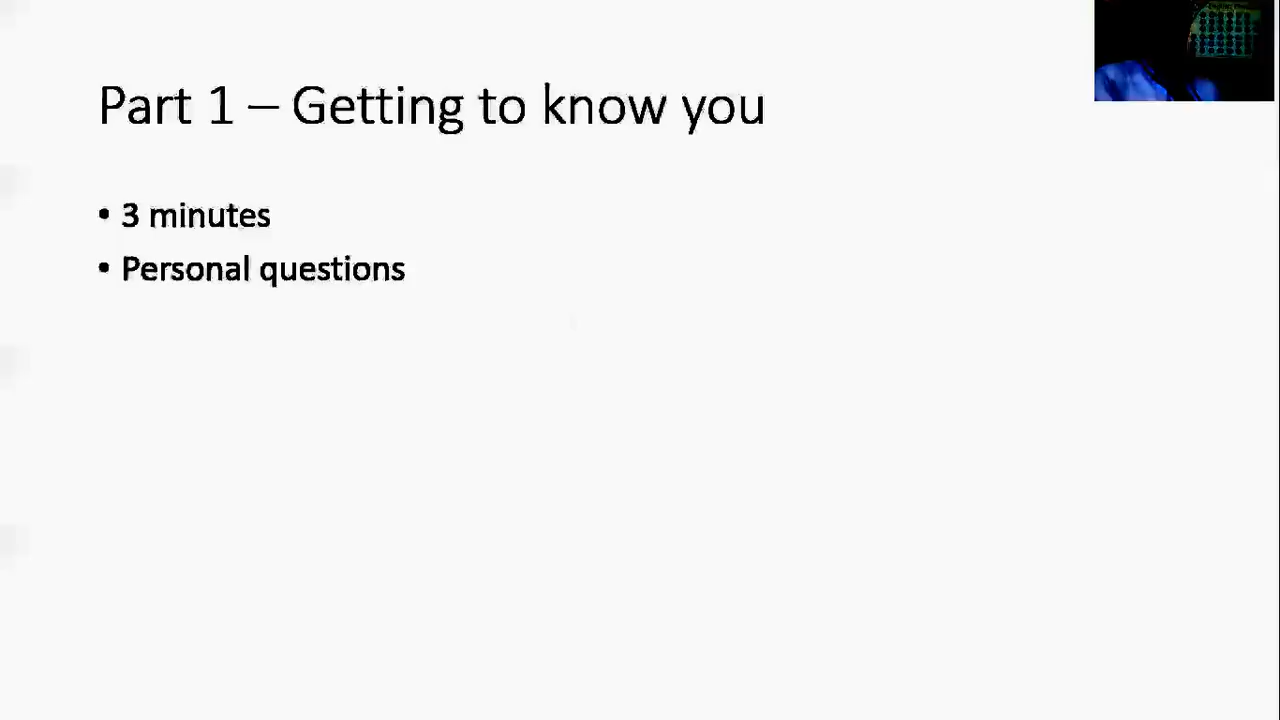 Part 1 – Getting to know you
• 3 minutes
• Personal questions